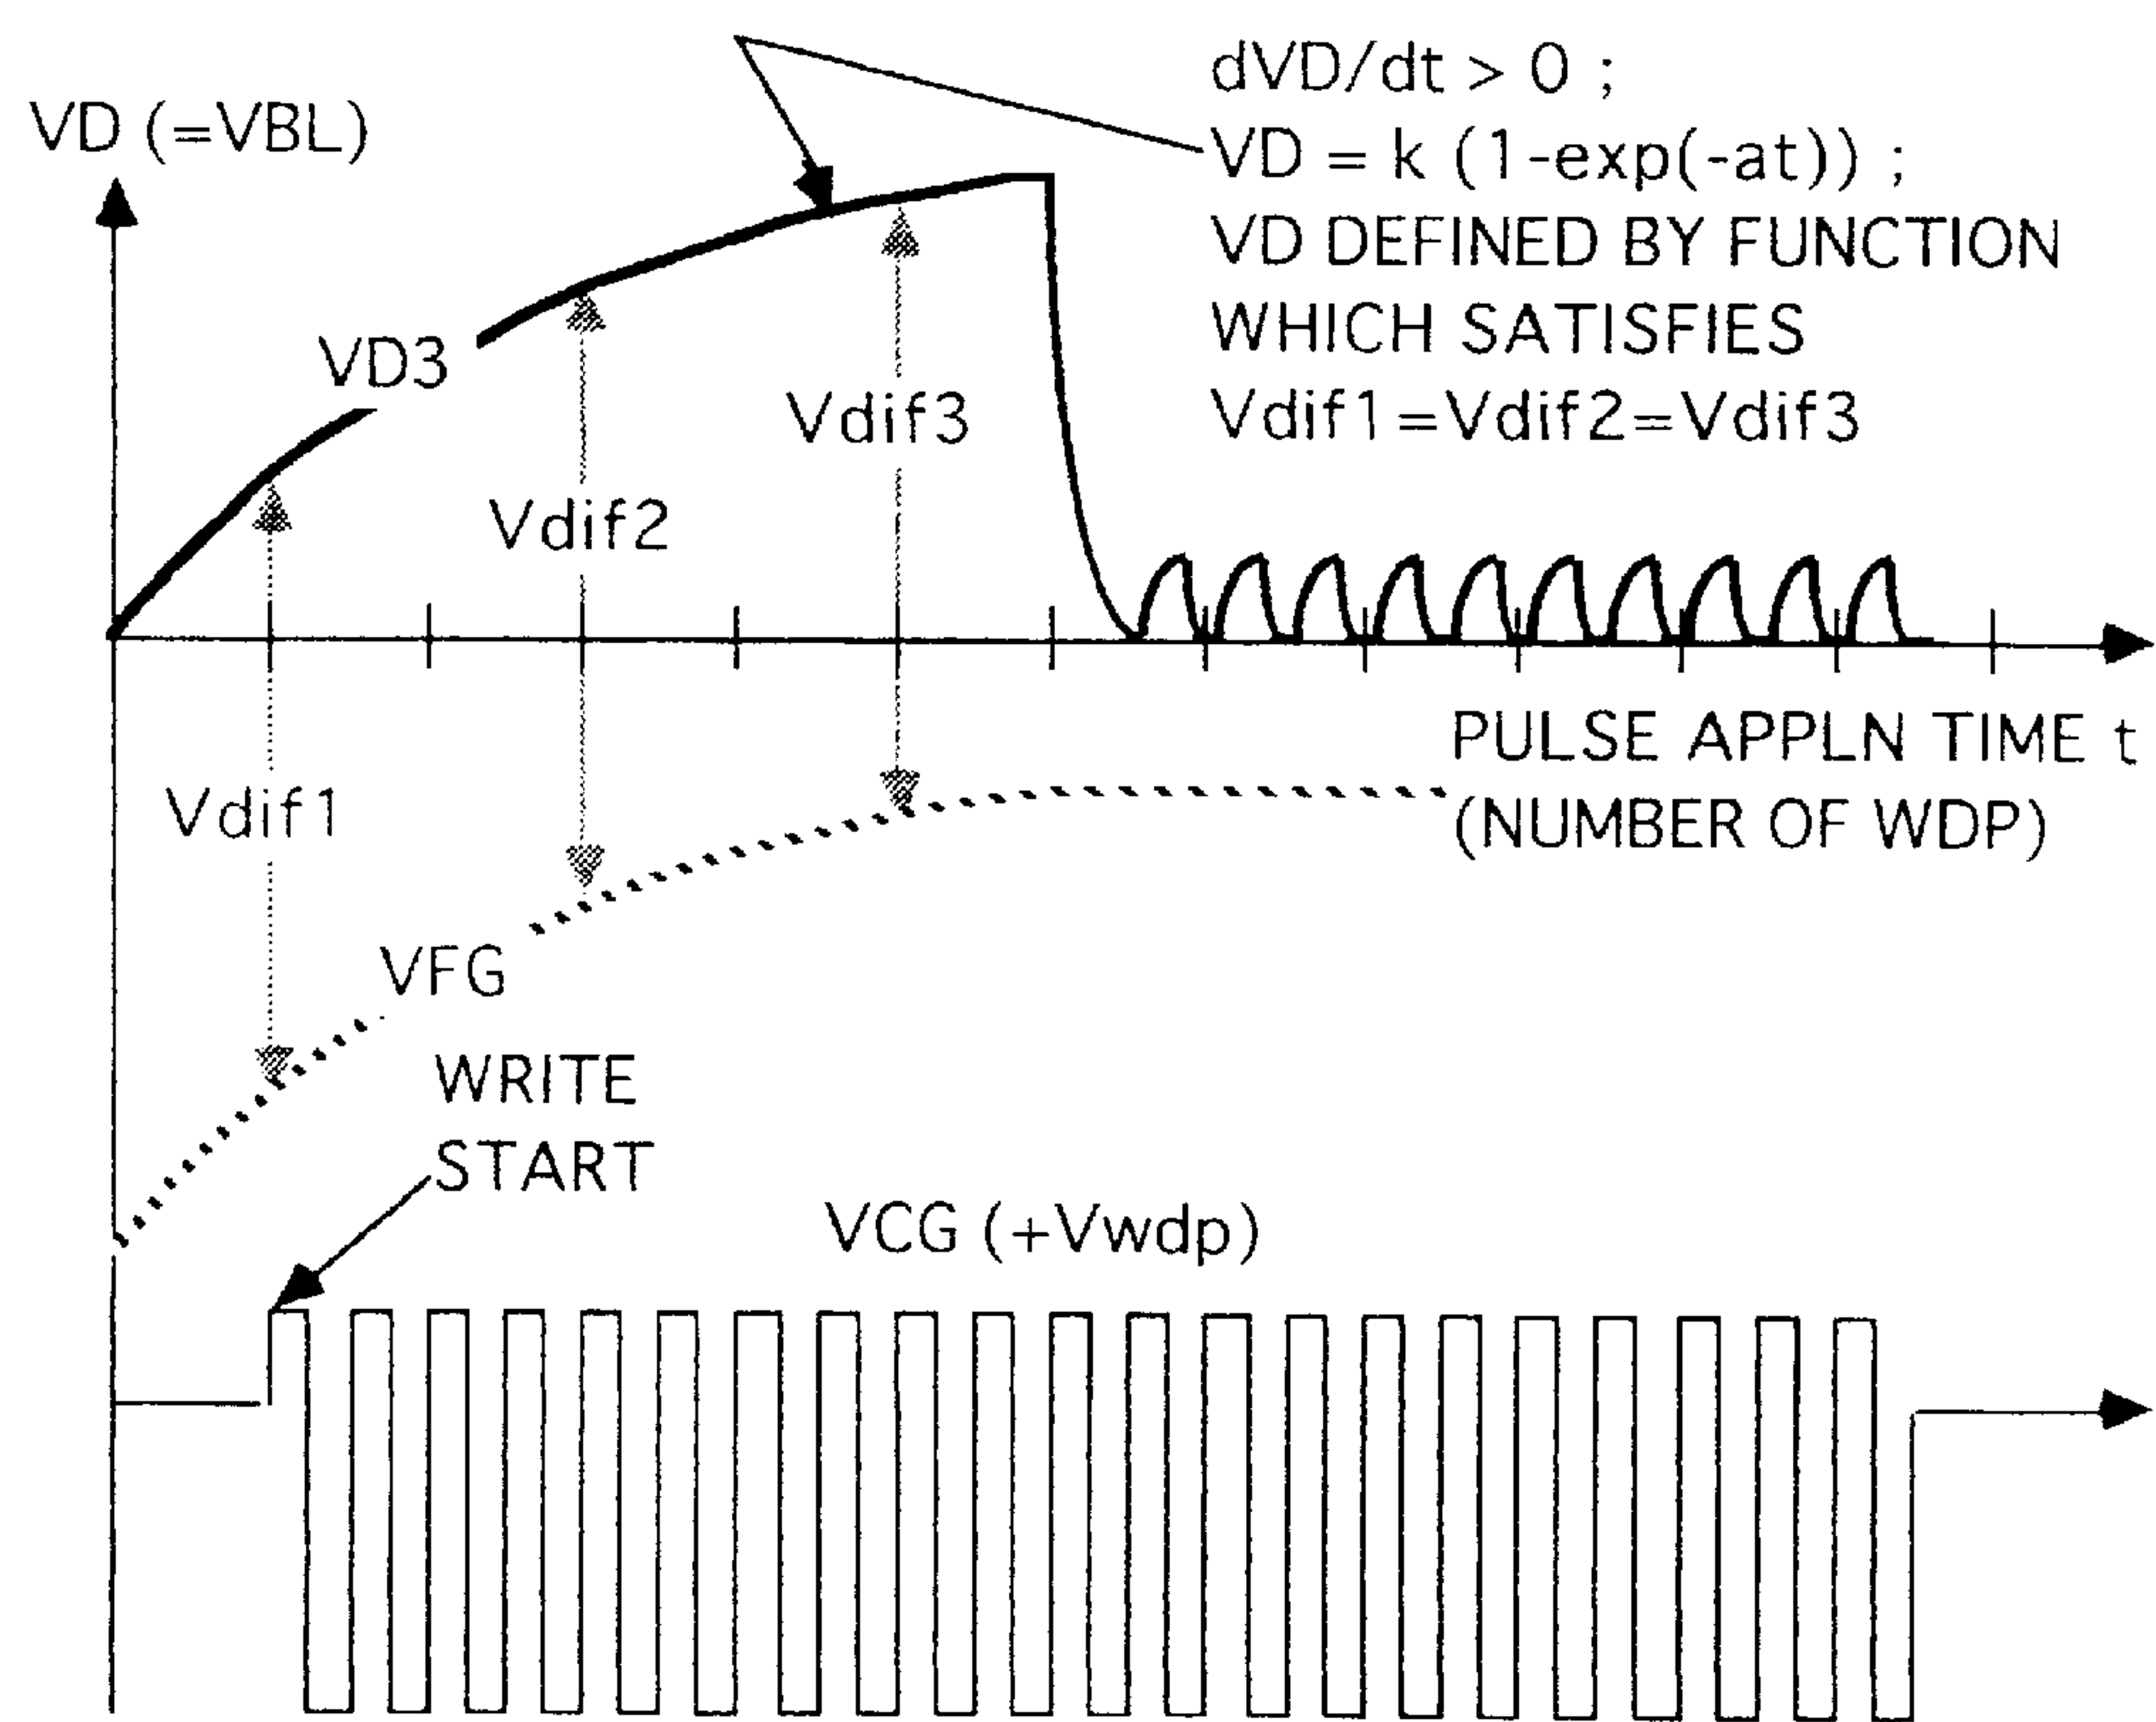 VD (=VBL)
dVD/dt > 0 ;
VD = k (1-exp(-at)) ;
VD DEFINED BY FUNCTION
WHICH SATISFIES
Vdif1=Vdif2=Vdif3
VD3
Vdif3
Vdif2
Vdif1
PULSE APPLN TIME t
(NUMBER OF WDP)
VFG
WRITE
START
VCG (+Vwdp)